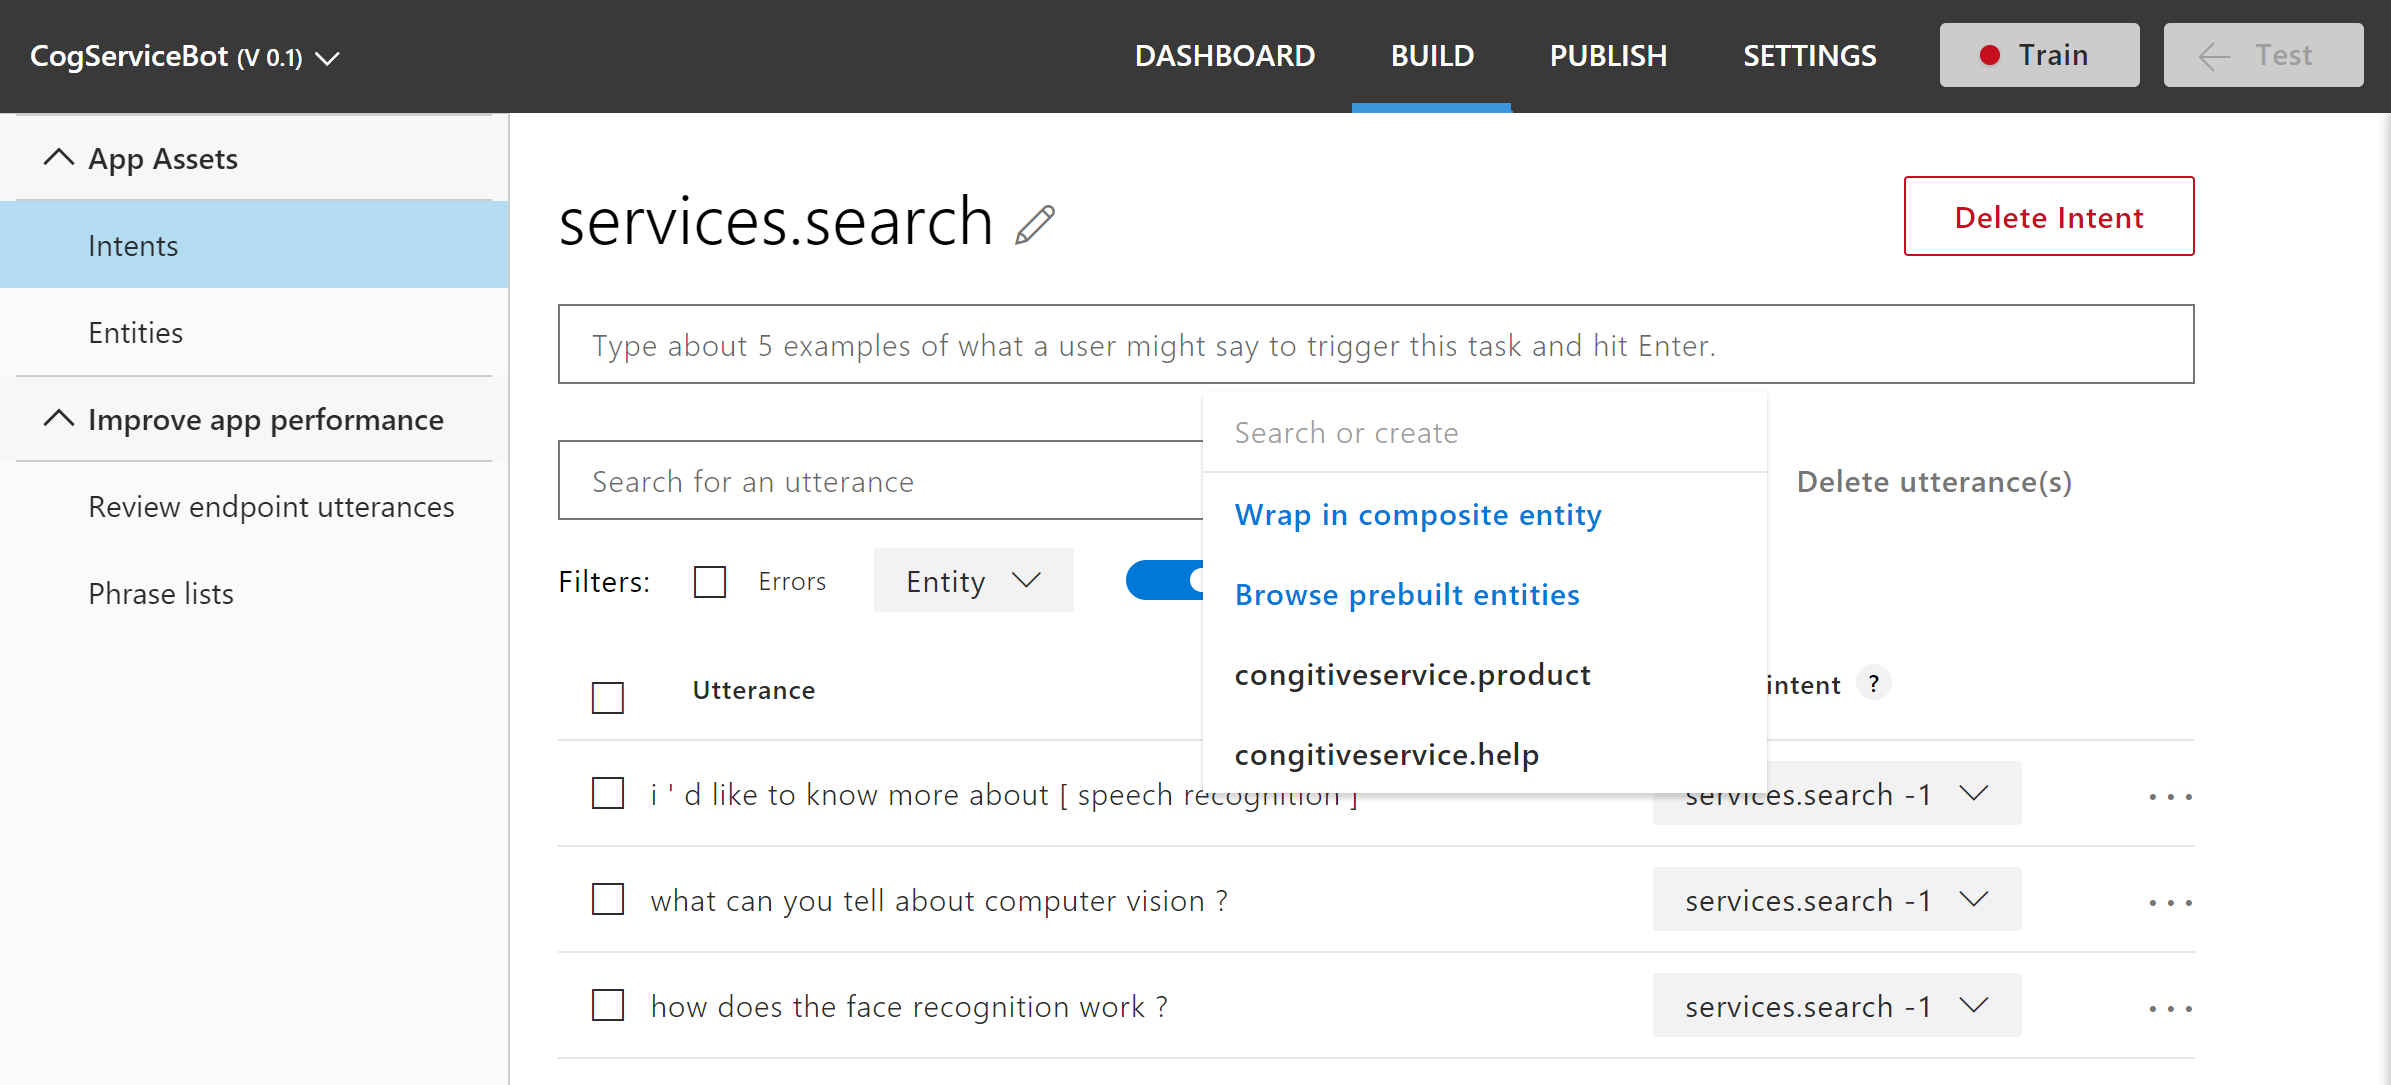 CogServiceBot (V 0.1)
DASHBOARD
BUILD
PUBLISH
SETTINGS
Train
Test
App Assets
Intents
Entities
Improve app performance
Review endpoint utterances
Phrase lists
services.search
Delete Intent
Type about 5 examples of what a user might say to trigger this task and hit Enter.
Search for an utterance
Delete utterance(s)
Search or create
Wrap in composite entity
Browse prebuilt entities
congitiveservice.product
congitiveservice.help
Filters:
Errors
Entity
Utterance
intent ?
i ' d like to know more about [ speech recognition ]
services.search -1
what can you tell about computer vision ?
services.search -1
how does the face recognition work ?
services.search -1